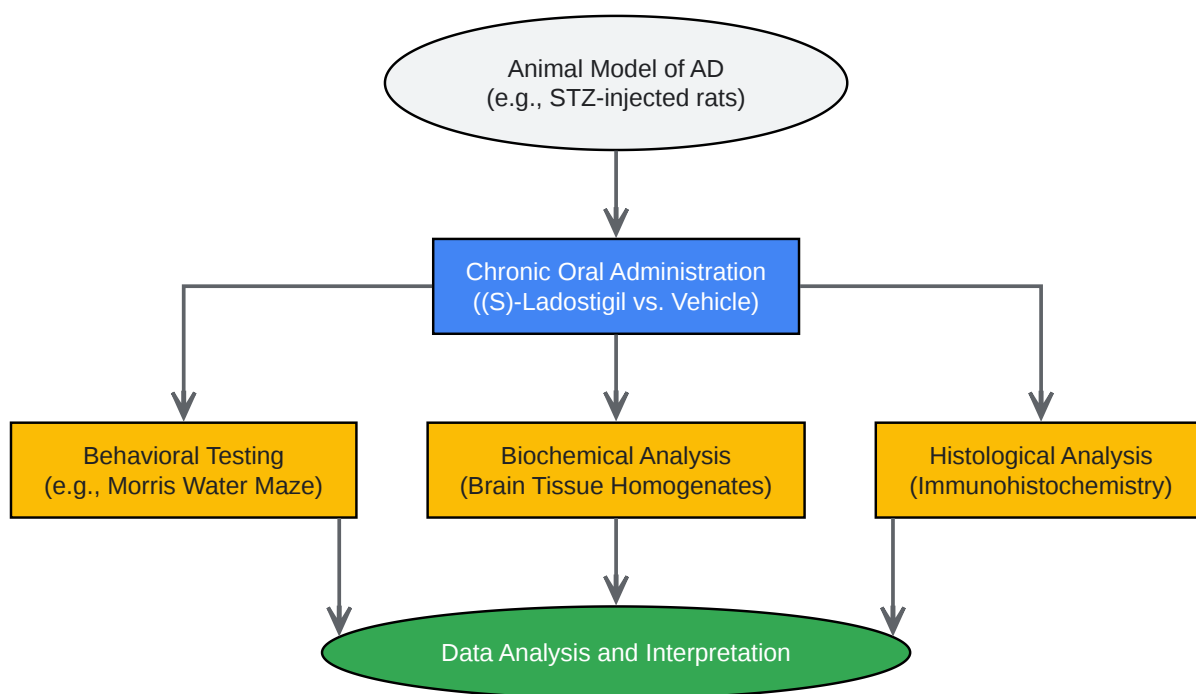 Animal Model of AD
(e.g., STZ-injected rats)
Chronic Oral Administration
((S)-Ladostigil vs. Vehicle)
Behavioral Testing
(e.g., Morris Water Maze)
Biochemical Analysis
(Brain Tissue Homogenates)
Histological Analysis
(Immunohistochemistry)
Data Analysis and Interpretation